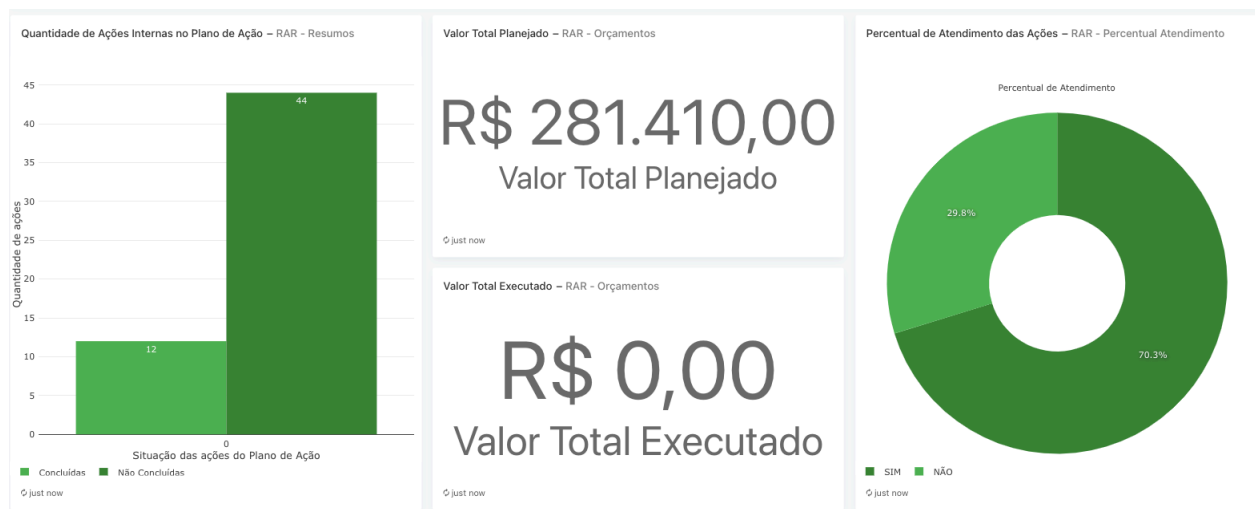 Quantidade de Ações Internas no Plano de Ação – RAR - Resumos
45
40
35
30
25
20
15
10
5
0
Quantidade de ações
12
44
0
Situação das ações do Plano de Ação
Concluídas
Não Concluídas
just now
Valor Total Planejado – RAR - Orçamentos
R$ 281.410,00
Valor Total Planejado
just now
Valor Total Executado – RAR - Orçamentos
R$ 0,00
Valor Total Executado
just now
Percentual de Atendimento das Ações – RAR - Percentual Atendimento
Percentual de Atendimento
29.8%
70.3%
SIM
NÃO
just now